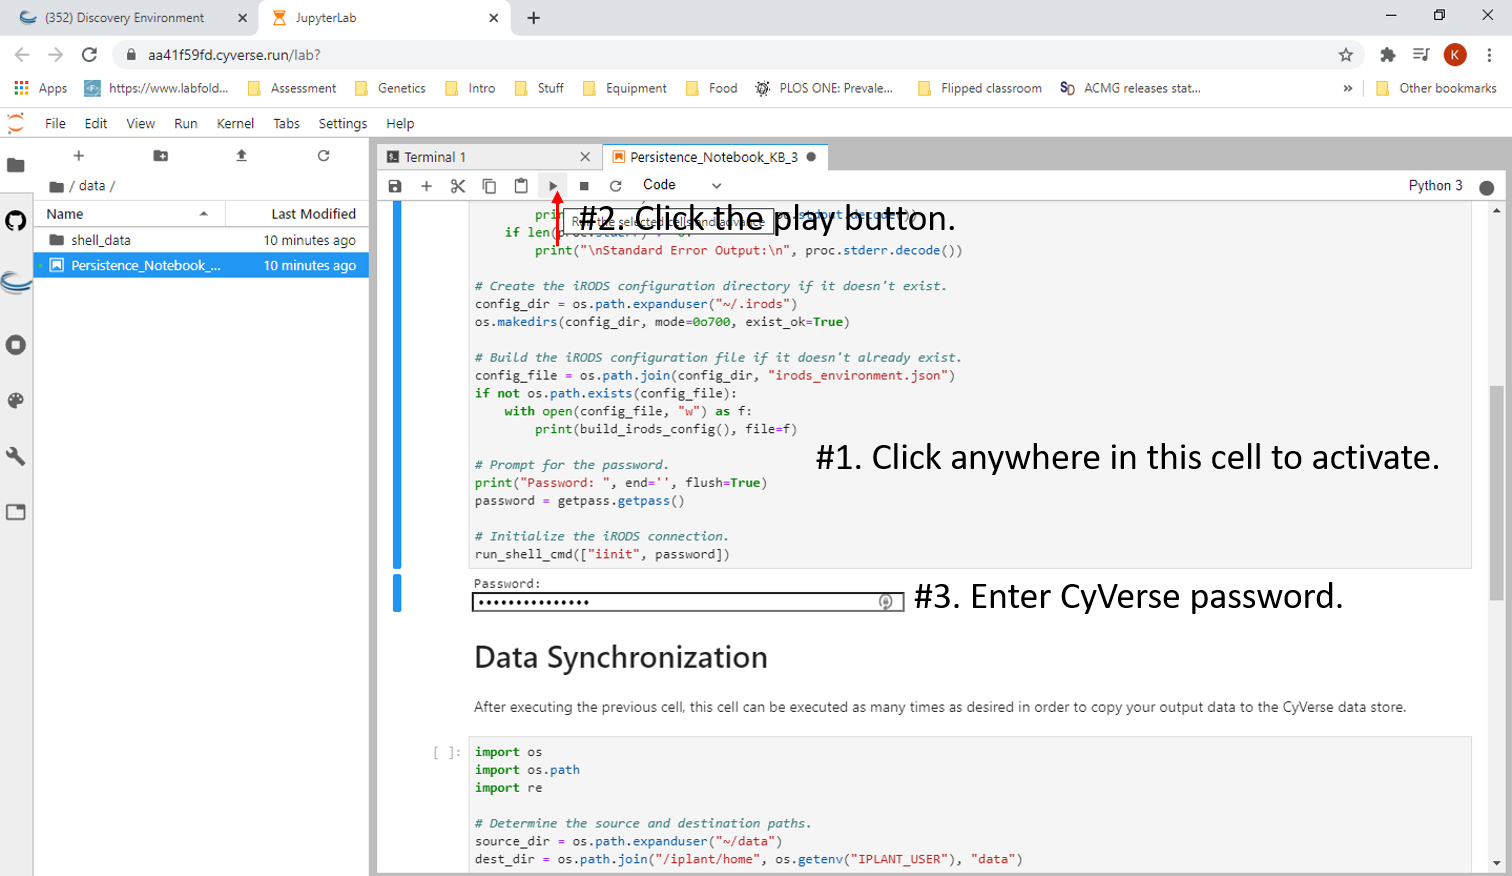 (352) Discovery Environment
JupyterLab
aa41f59fd.cyverse.run/lab?
K
Apps
https://www.labfold...
Assessment
Genetics
Intro
Stuff
Equipment
Food
PLOS ONE: Prevale...
Flipped classroom
SD ACMG releases stat...
»
Other bookmarks
File Edit View Run Kernel Tabs Settings Help
/ data /
Name Last Modified
shell_data 10 minutes ago
Persistence_Notebook_... 10 minutes ago
Terminal 1
Persistence_Notebook_KB_3
Code
Python 3
#2. Click the play button.
Run the selected cells and advance
if len(proc.stderr)
print("\nStandard Error Output:\n", proc.stderr.decode())
# Create the iRODS configuration directory if it doesn't exist.
config_dir = os.path.expanduser("~/.irods")
os.makedirs(config_dir, mode=0o700, exist_ok=True)
# Build the iRODS configuration file if it doesn't already exist.
config_file = os.path.join(config_dir, "irods_environment.json")
if not os.path.exists(config_file):
with open(config_file, "w") as f:
print(build_irods_config(), file=f)
#1. Click anywhere in this cell to activate.
# Prompt for the password.
print("Password: ", end='', flush=True)
password = getpass.getpass()
# Initialize the iRODS connection.
run_shell_cmd(["iinit", password])
Password:
#3. Enter CyVerse password.
Data Synchronization
After executing the previous cell, this cell can be executed as many times as desired in order to copy your output data to the CyVerse data store.
[ ]:
import os
import os.path
import re
# Determine the source and destination paths.
source_dir = os.path.expanduser("~/data")
dest_dir = os.path.join("/iplant/home", os.getenv("IPLANT_USER"), "data")